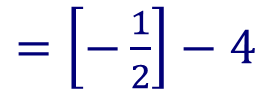 = [− 1/2] − 4